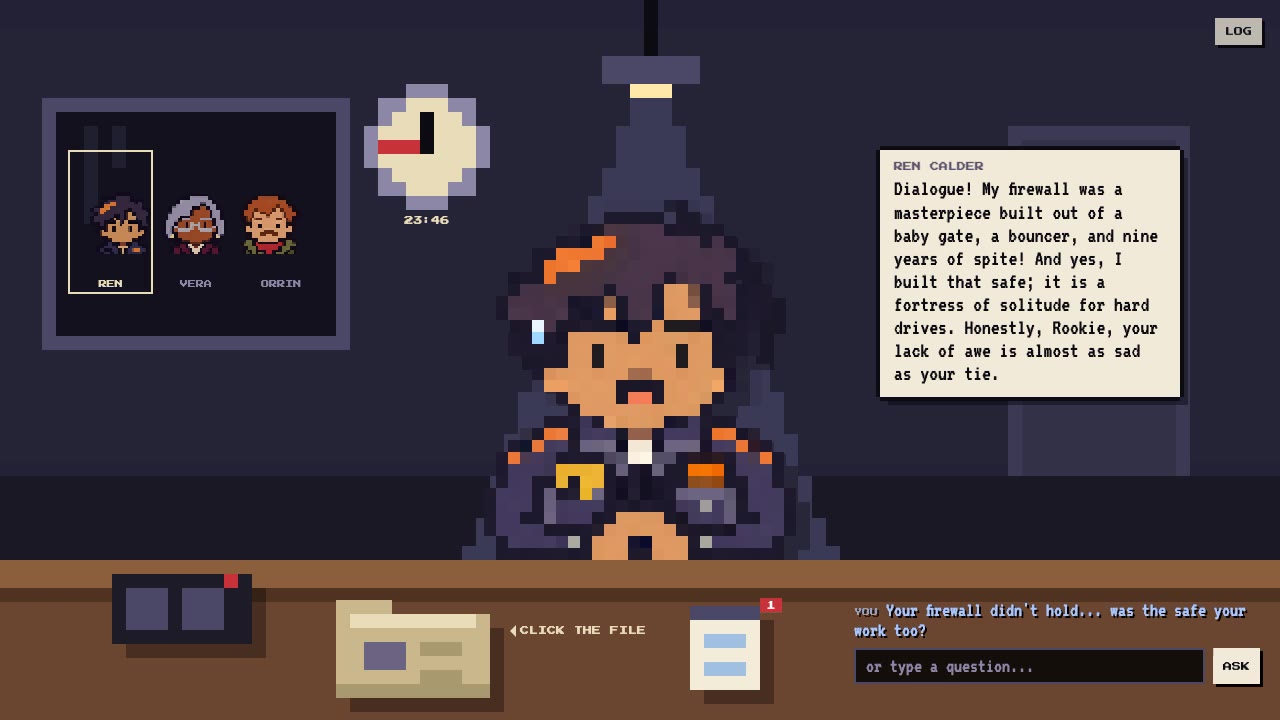 LOG
23:46
REN
VERA
ORRIN
REN CALDER
Dialogue! My firewall was a
masterpiece built out of a
baby gate, a bouncer, and nine
years of spite! And yes, I
built that safe; it is a
fortress of solitude for hard
drives. Honestly, Rookie, your
lack of awe is almost as sad
as your tie.
CLICK THE FILE
1
YOU Your firewall didn't hold... was the safe your
work too?
or type a question...
ASK